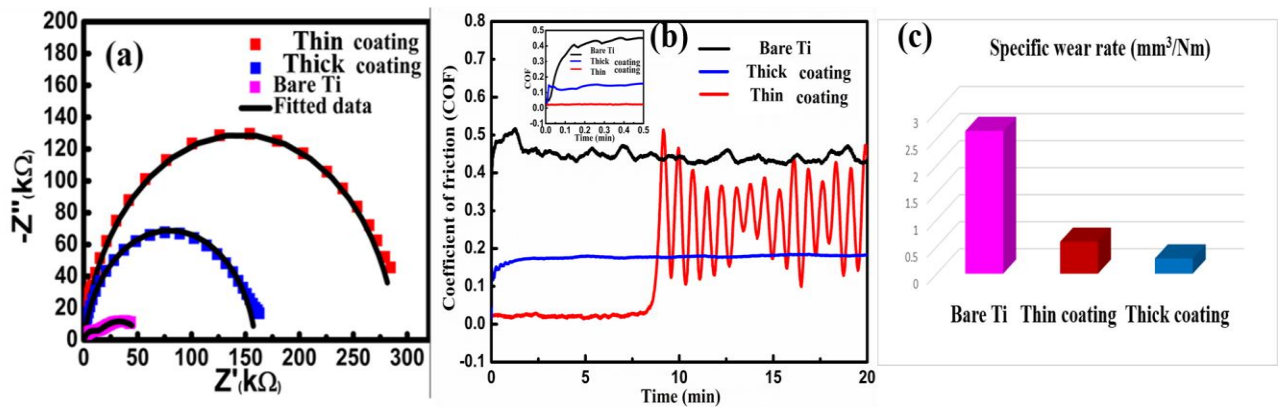 (a)
Thin coating
Thick coating
Bare Ti
Fitted data
200
180
160
140
120
100
80
60
40
20
0
0 50 100 150 200 250 300
-Z''(kΩ)
Z'(kΩ)
(b)
Bare Ti
Thick coating
Thin coating
0.8
0.7
0.6
0.5
0.4
0.3
0.2
0.1
0.0
-0.1
0 5 10 15 20
Coefficient of friction (COF)
Time (min)
0.5
0.4
0.3
0.2
0.1
0.0
-0.1
0.0 0.1 0.2 0.3 0.4 0.5
COF
Time (min)
Bare Ti
Thick coating
Thin coating
(c)
Specific wear rate (mm³/Nm)
3
2.5
2
1.5
1
0.5
0
Bare Ti Thin coating Thick coating